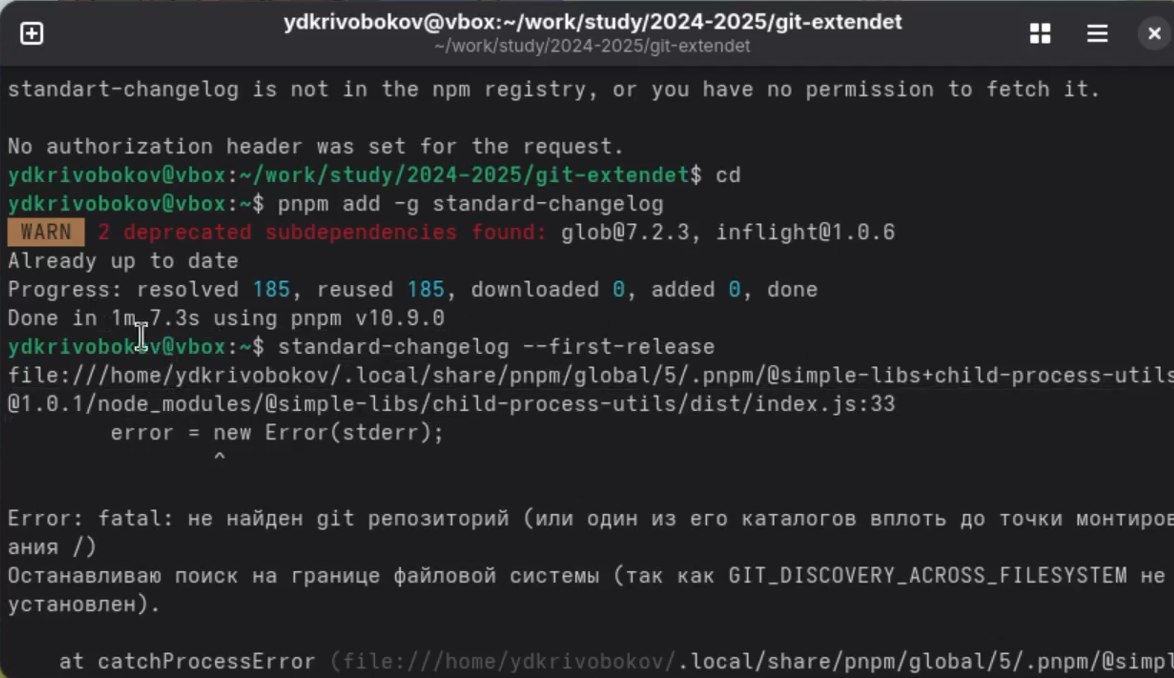 ydkrivobokov@vbox:~/work/study/2024-2025/git-extendet
~/work/study/2024-2025/git-extendet
standart-changelog is not in the npm registry, or you have no permission to fetch it.
No authorization header was set for the request.
ydkrivobokov@vbox:~/work/study/2024-2025/git-extendet$ cd
ydkrivobokov@vbox:~$ pnpm add -g standard-changelog
WARN 2 deprecated subdependencies found: glob@7.2.3, inflight@1.0.6
Already up to date
Progress: resolved 185, reused 185, downloaded 0, added 0, done
Done in 1m 7.3s using pnpm v10.9.0
ydkrivobokov@vbox:~$ standard-changelog --first-release
file:///home/ydkrivobokov/.local/share/pnpm/global/5/.pnpm/@simple-libs+child-process-utils
@1.0.1/node_modules/@simple-libs/child-process-utils/dist/index.js:33
error = new Error(stderr);
^
Error: fatal: не найден git репозиторий (или один из его каталогов вплоть до точки монтиров
ания /)
Останавливаю поиск на границе файловой системы (так как GIT_DISCOVERY_ACROSS_FILESYSTEM не
установлен).
at catchProcessError (file:///home/ydkrivobokov/.local/share/pnpm/global/5/.pnpm/@simpl